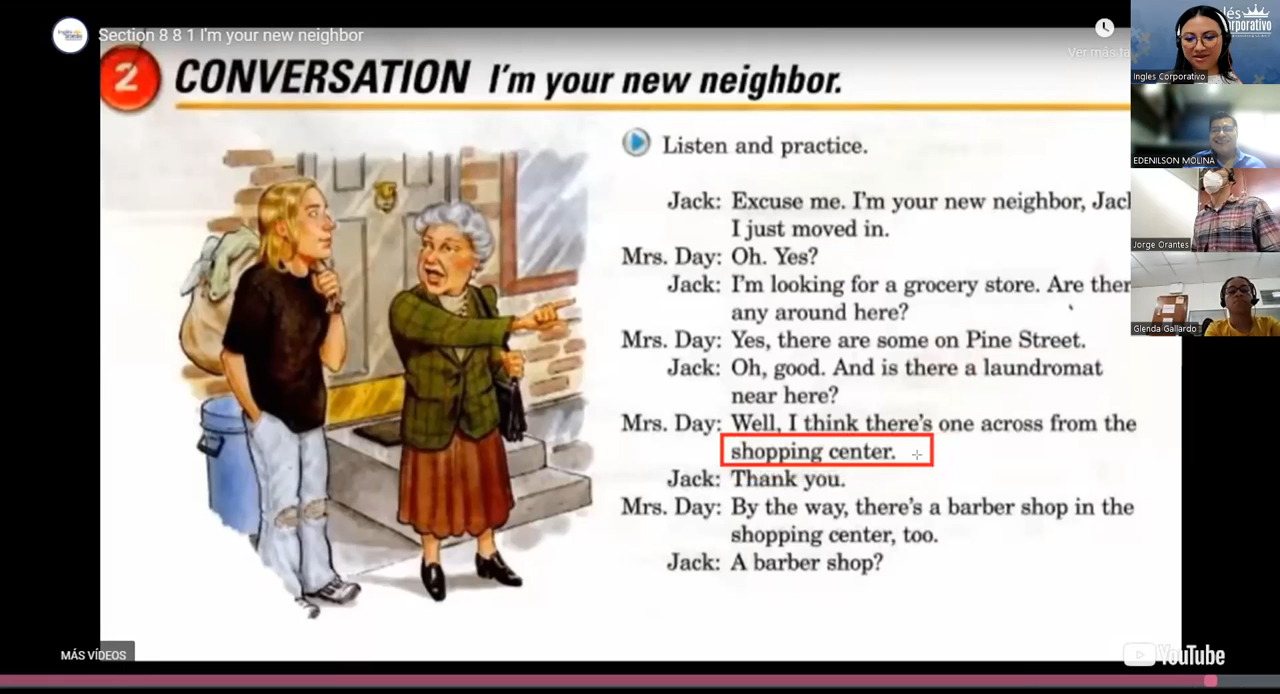 Section 8 8 1 I'm your new neighbor
Ver más ta
2 CONVERSATION I'm your new neighbor.
Listen and practice.
Jack: Excuse me. I'm your new neighbor, Jac
I just moved in.
Mrs. Day: Oh. Yes?
Jack: I'm looking for a grocery store. Are ther
any around here?
Mrs. Day: Yes, there are some on Pine Street.
Jack: Oh, good. And is there a laundromat
near here?
Mrs. Day: Well, I think there's one across from the
shopping center.
Jack: Thank you.
Mrs. Day: By the way, there's a barber shop in the
shopping center, too.
Jack: A barber shop?
MÁS VÍDEOS
YouTube
lés
orporativo
Ingles Corporativo
EDENILSON MOLINA
Jorge Orantes
Glenda Gallardo